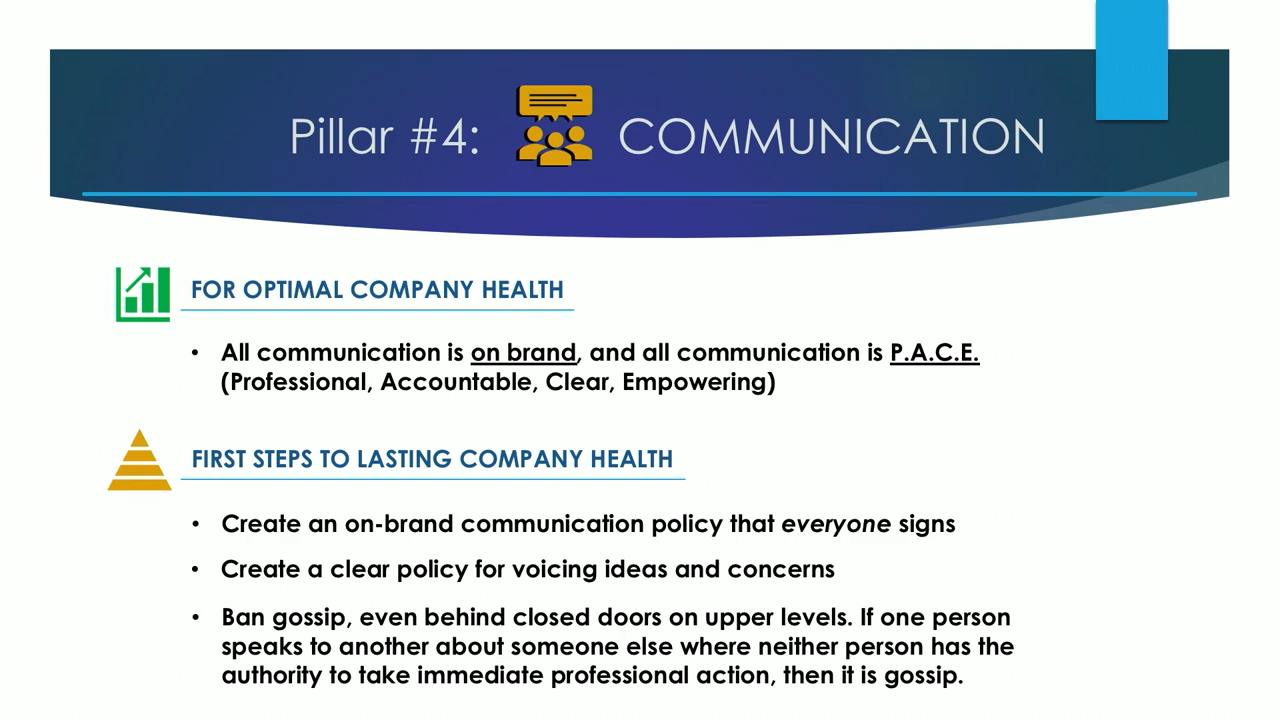 Pillar #4: COMMUNICATION
FOR OPTIMAL COMPANY HEALTH
• All communication is on brand, and all communication is P.A.C.E.
(Professional, Accountable, Clear, Empowering)
FIRST STEPS TO LASTING COMPANY HEALTH
• Create an on-brand communication policy that everyone signs
• Create a clear policy for voicing ideas and concerns
• Ban gossip, even behind closed doors on upper levels. If one person
speaks to another about someone else where neither person has the
authority to take immediate professional action, then it is gossip.